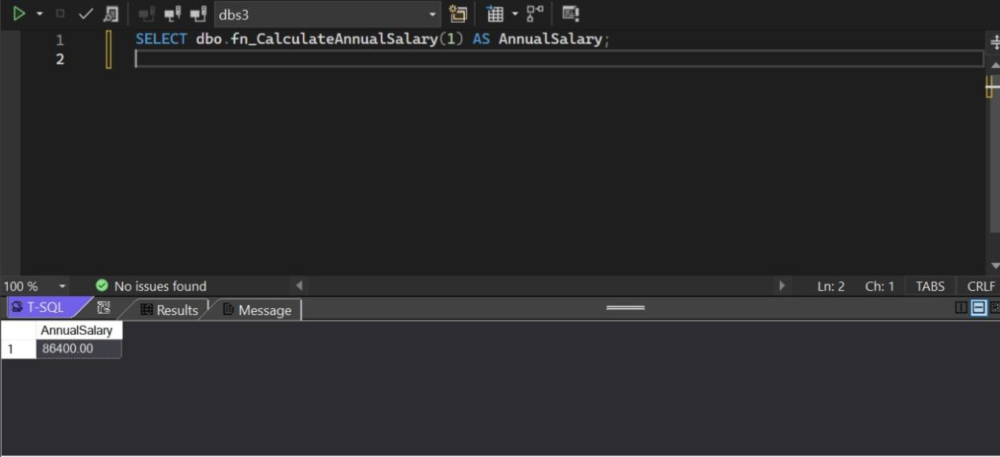 dbs3
1 SELECT dbo.fn_CalculateAnnualSalary(1) AS AnnualSalary;
2
100 % No issues found Ln: 2 Ch: 1 TABS CRLF
T-SQL Results Message
AnnualSalary
1 86400.00